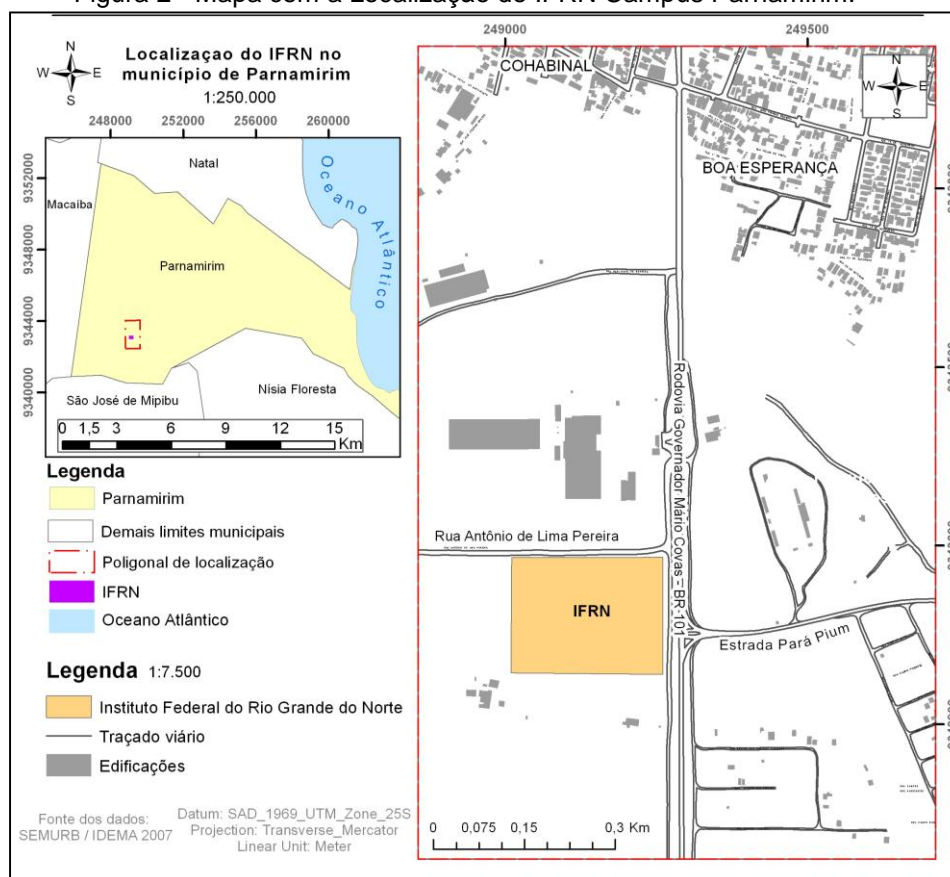 Figura 2 - Mapa com a Localização do IFRN Campus Parnamirim.
N
W E
S
Localizaçao do IFRN no
município de Parnamirim
1:250.000
248000 252000 256000 260000
9352000
9348000
9344000
9340000
Natal
Macaiba
Parnamirim
Oceano Atlântico
São José de Mipibu
Nisia Floresta
0 1,5 3 6 9 12 15
Km
Legenda
Parnamirim
Demais limites municipais
Poligonal de localização
IFRN
Oceano Atlântico
Legenda 1:7.500
Instituto Federal do Rio Grande do Norte
Traçado viário
Edificações
Fonte dos dados:
SEMURB / IDEMA 2007
Datum: SAD_1969_UTM_Zone_25S
Projection: Transverse_Mercator
Linear Unit: Meter
249000 249500
N
W E
S
COHABINAL
BOA ESPERANÇA
Rodovia Governador Mário Covas - BR-101
Rua Antônio de Lima Pereira
IFRN
Estrada Pará Pium
0 0,075 0,15 0,3 Km